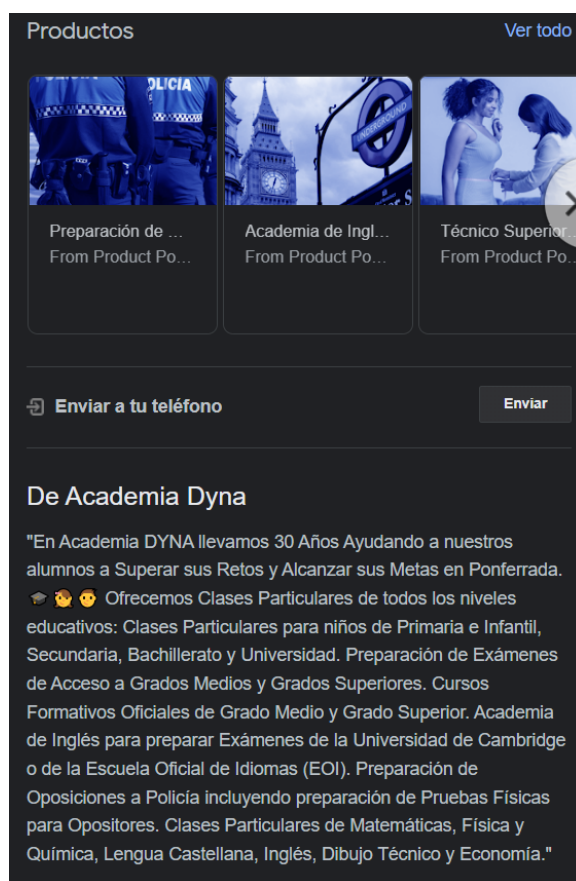 Productos
Ver todo
POLICIA
UNDERGROUND
Preparación de ...
Academia de Ingl...
Técnico Superior...
From Product Po...
From Product Po...
From Product Po...
Enviar a tu teléfono
Enviar
De Academia Dyna
"En Academia DYNA llevamos 30 Años Ayudando a nuestros
alumnos a Superar sus Retos y Alcanzar sus Metas en Ponferrada.
🎓 👩‍🎓 👨‍🎓 Ofrecemos Clases Particulares de todos los niveles
educativos: Clases Particulares para niños de Primaria e Infantil,
Secundaria, Bachillerato y Universidad. Preparación de Exámenes
de Acceso a Grados Medios y Grados Superiores. Cursos
Formativos Oficiales de Grado Medio y Grado Superior. Academia
de Inglés para preparar Exámenes de la Universidad de Cambridge
o de la Escuela Oficial de Idiomas (EOI). Preparación de
Oposiciones a Policía incluyendo preparación de Pruebas Físicas
para Opositores. Clases Particulares de Matemáticas, Física y
Química, Lengua Castellana, Inglés, Dibujo Técnico y Economía."